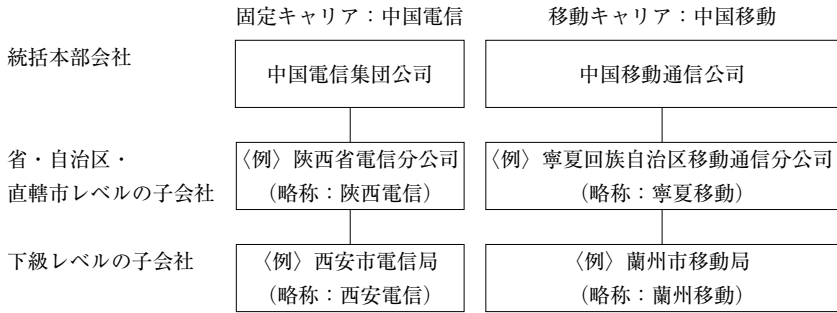 固定キャリア：中国電信 移動キャリア：中国移動
統括本部会社
中国電信集団公司 中国移動通信公司
省・自治区・
直轄市レベルの子会社
〈例〉陝西省電信分公司
（略称：陝西電信）
〈例〉寧夏回族自治区移動通信分公司
（略称：寧夏移動）
下級レベルの子会社
〈例〉西安市電信局
（略称：西安電信）
〈例〉蘭州市移動局
（略称：蘭州移動）